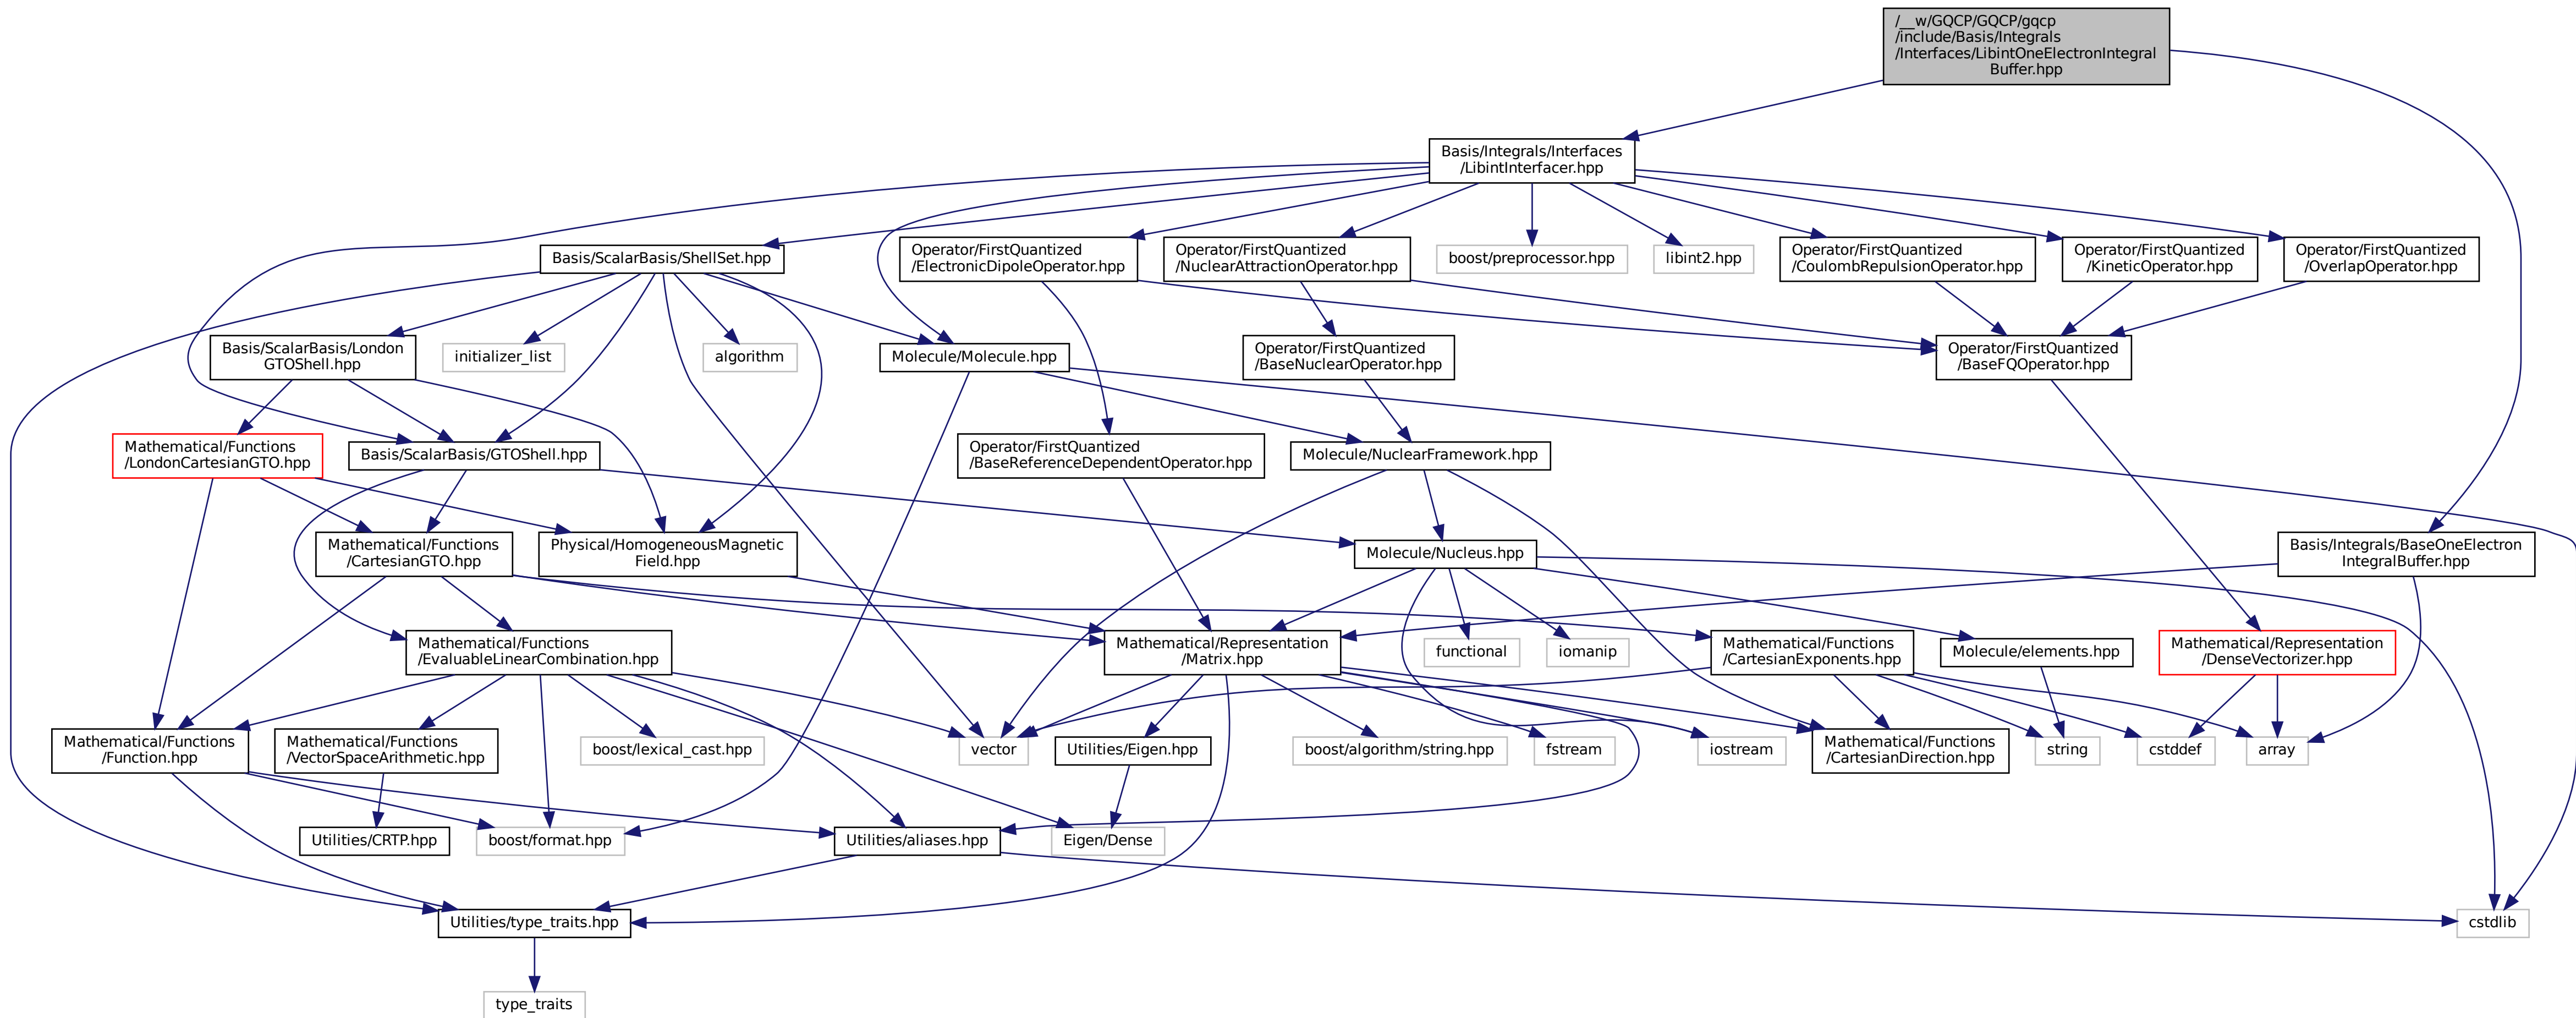 /__w/GQCP/GQCP/gqcp
/include/Basis/Integrals
/Interfaces/LibintOneElectronIntegral
Buffer.hpp
Basis/Integrals/Interfaces
/LibintInterfacer.hpp
Basis/ScalarBasis/ShellSet.hpp
Operator/FirstQuantized
/ElectronicDipoleOperator.hpp
Operator/FirstQuantized
/NuclearAttractionOperator.hpp
boost/preprocessor.hpp
libint2.hpp
Operator/FirstQuantized
/CoulombRepulsionOperator.hpp
Operator/FirstQuantized
/KineticOperator.hpp
Operator/FirstQuantized
/OverlapOperator.hpp
Basis/ScalarBasis/London
GTOShell.hpp
initializer_list
algorithm
Molecule/Molecule.hpp
Operator/FirstQuantized
/BaseNuclearOperator.hpp
Operator/FirstQuantized
/BaseFQOperator.hpp
Mathematical/Functions
/LondonCartesianGTO.hpp
Basis/ScalarBasis/GTOShell.hpp
Operator/FirstQuantized
/BaseReferenceDependentOperator.hpp
Molecule/NuclearFramework.hpp
Mathematical/Functions
/CartesianGTO.hpp
Physical/HomogeneousMagnetic
Field.hpp
Molecule/Nucleus.hpp
Basis/Integrals/BaseOneElectron
IntegralBuffer.hpp
Mathematical/Functions
/EvaluableLinearCombination.hpp
Mathematical/Representation
/Matrix.hpp
functional
iomanip
Mathematical/Functions
/CartesianExponents.hpp
Molecule/elements.hpp
Mathematical/Representation
/DenseVectorizer.hpp
Mathematical/Functions
/Function.hpp
Mathematical/Functions
/VectorSpaceArithmetic.hpp
boost/lexical_cast.hpp
vector
Utilities/Eigen.hpp
boost/algorithm/string.hpp
fstream
iostream
Mathematical/Functions
/CartesianDirection.hpp
string
cstddef
array
Utilities/CRTP.hpp
boost/format.hpp
Utilities/aliases.hpp
Eigen/Dense
Utilities/type_traits.hpp
cstdlib
type_traits